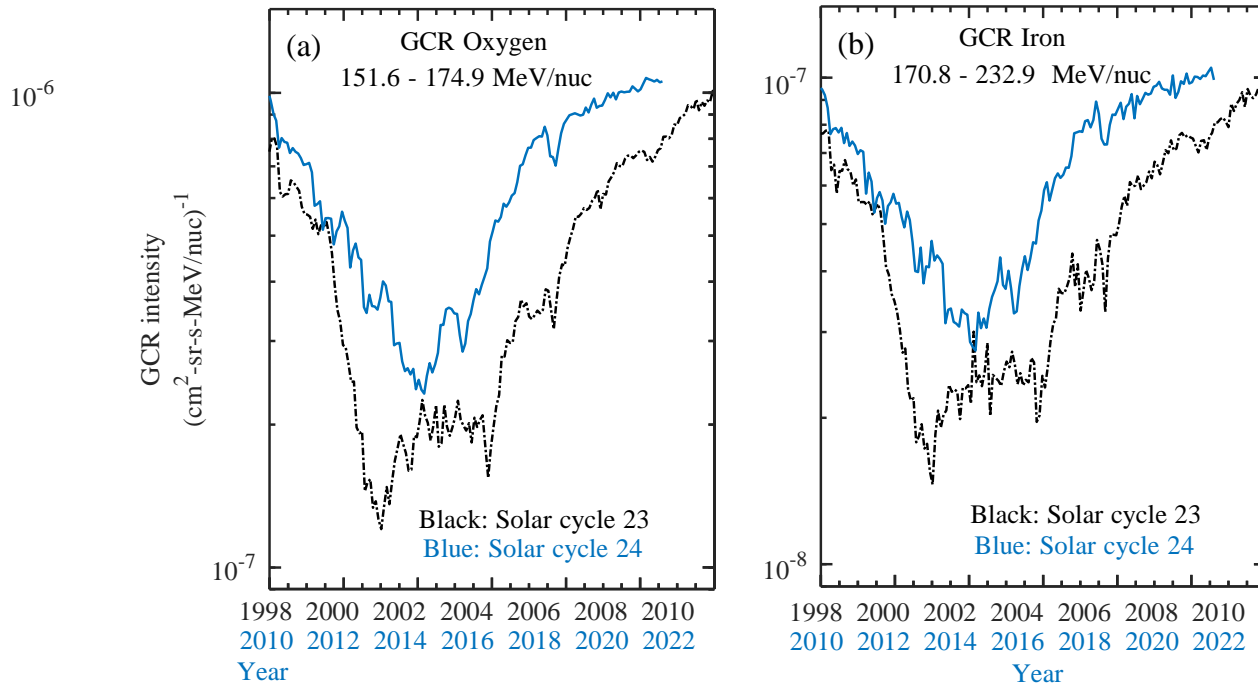 (a)
GCR Oxygen
151.6 - 174.9 MeV/nuc
10^-6
GCR intensity
(cm^2-sr-s-MeV/nuc)^-1
Black: Solar cycle 23
Blue: Solar cycle 24
10^-7
1998 2000 2002 2004 2006 2008 2010
2010 2012 2014 2016 2018 2020 2022
Year
(b)
GCR Iron
170.8 - 232.9 MeV/nuc
10^-7
Black: Solar cycle 23
Blue: Solar cycle 24
10^-8
1998 2000 2002 2004 2006 2008 2010
2010 2012 2014 2016 2018 2020 2022
Year